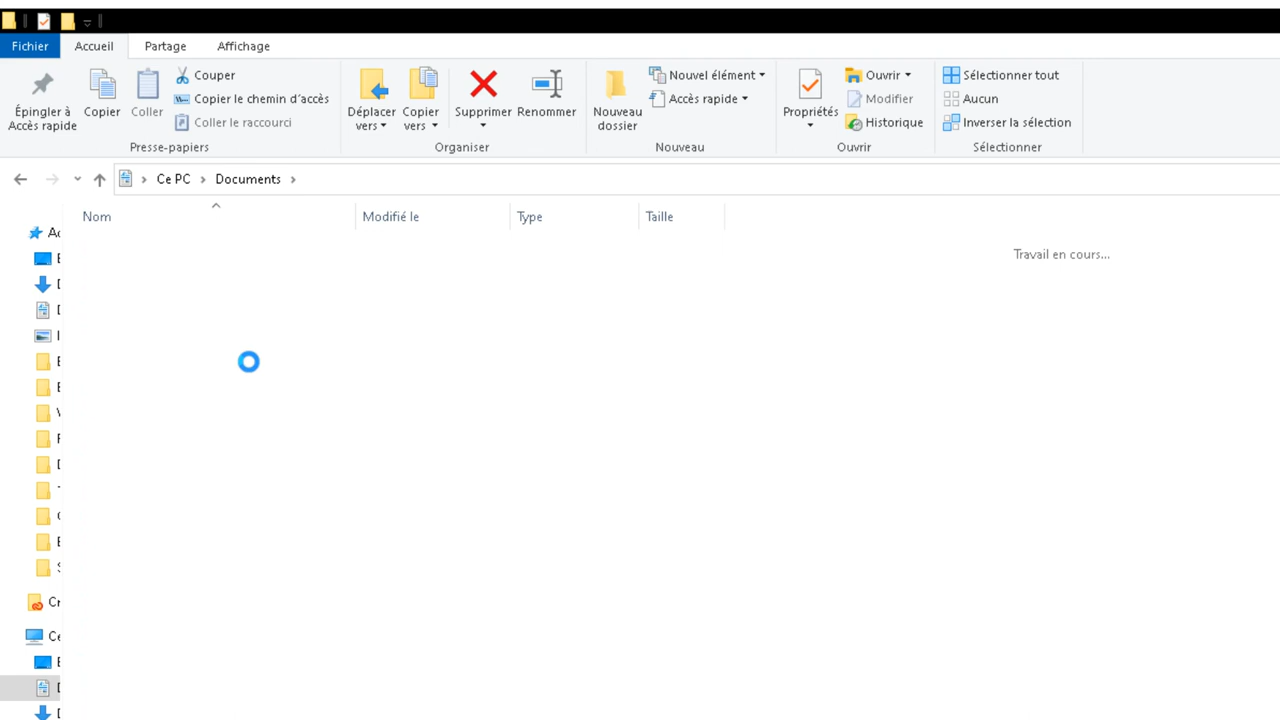 Fichier Accueil Partage Affichage
Épingler à Accès rapide
Copier
Coller
Couper
Copier le chemin d'accès
Coller le raccourci
Presse-papiers
Déplacer vers
Copier vers
Supprimer
Renommer
Organiser
Nouveau dossier
Nouvel élément
Accès rapide
Nouveau
Propriétés
Ouvrir
Modifier
Historique
Ouvrir
Sélectionner tout
Aucun
Inverser la sélection
Sélectionner
Ce PC > Documents >
Nom Modifié le Type Taille
Travail en cours...